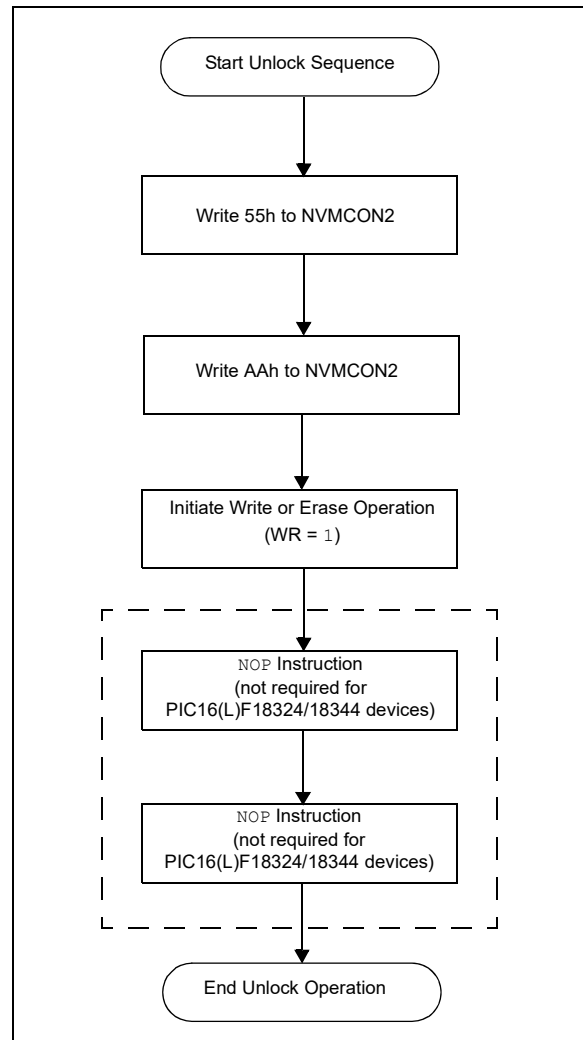 Start Unlock Sequence
Write 55h to NVMCON2
Write AAh to NVMCON2
Initiate Write or Erase Operation
(WR = 1)
NOP Instruction
(not required for
PIC16(L)F18324/18344 devices)
NOP Instruction
(not required for
PIC16(L)F18324/18344 devices)
End Unlock Operation